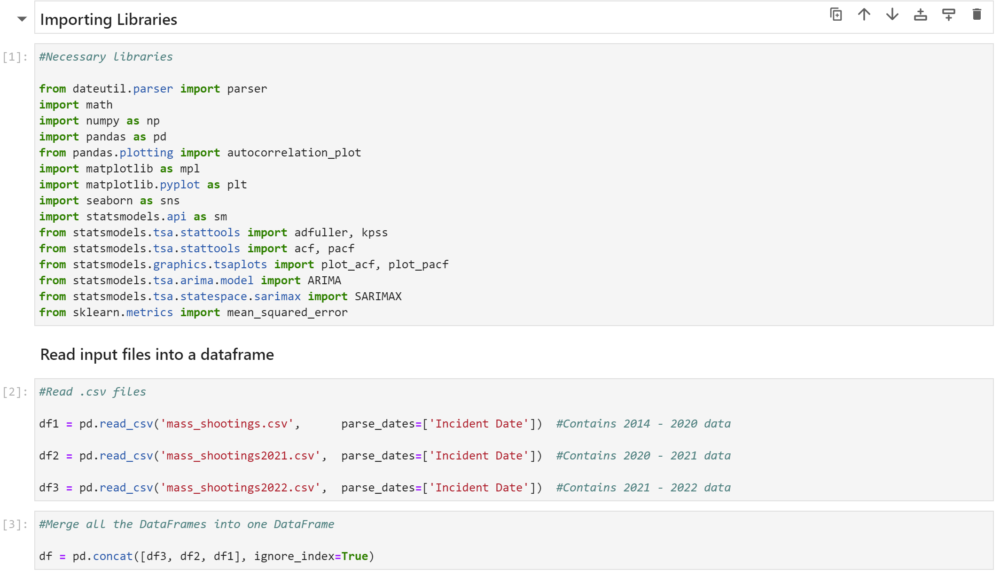 Importing Libraries
[1]:
#Necessary libraries
from dateutil.parser import parser
import math
import numpy as np
import pandas as pd
from pandas.plotting import autocorrelation_plot
import matplotlib as mpl
import matplotlib.pyplot as plt
import seaborn as sns
import statsmodels.api as sm
from statsmodels.tsa.stattools import adfuller, kpss
from statsmodels.tsa.stattools import acf, pacf
from statsmodels.graphics.tsaplots import plot_acf, plot_pacf
from statsmodels.tsa.arima.model import ARIMA
from statsmodels.tsa.statespace.sarimax import SARIMAX
from sklearn.metrics import mean_squared_error
Read input files into a dataframe
[2]:
#Read .csv files
df1 = pd.read_csv('mass_shootings.csv',      parse_dates=['Incident Date'])  #Contains 2014 - 2020 data
df2 = pd.read_csv('mass_shootings2021.csv',  parse_dates=['Incident Date'])  #Contains 2020 - 2021 data
df3 = pd.read_csv('mass_shootings2022.csv',  parse_dates=['Incident Date'])  #Contains 2021 - 2022 data
[3]:
#Merge all the DataFrames into one DataFrame
df = pd.concat([df3, df2, df1], ignore_index=True)